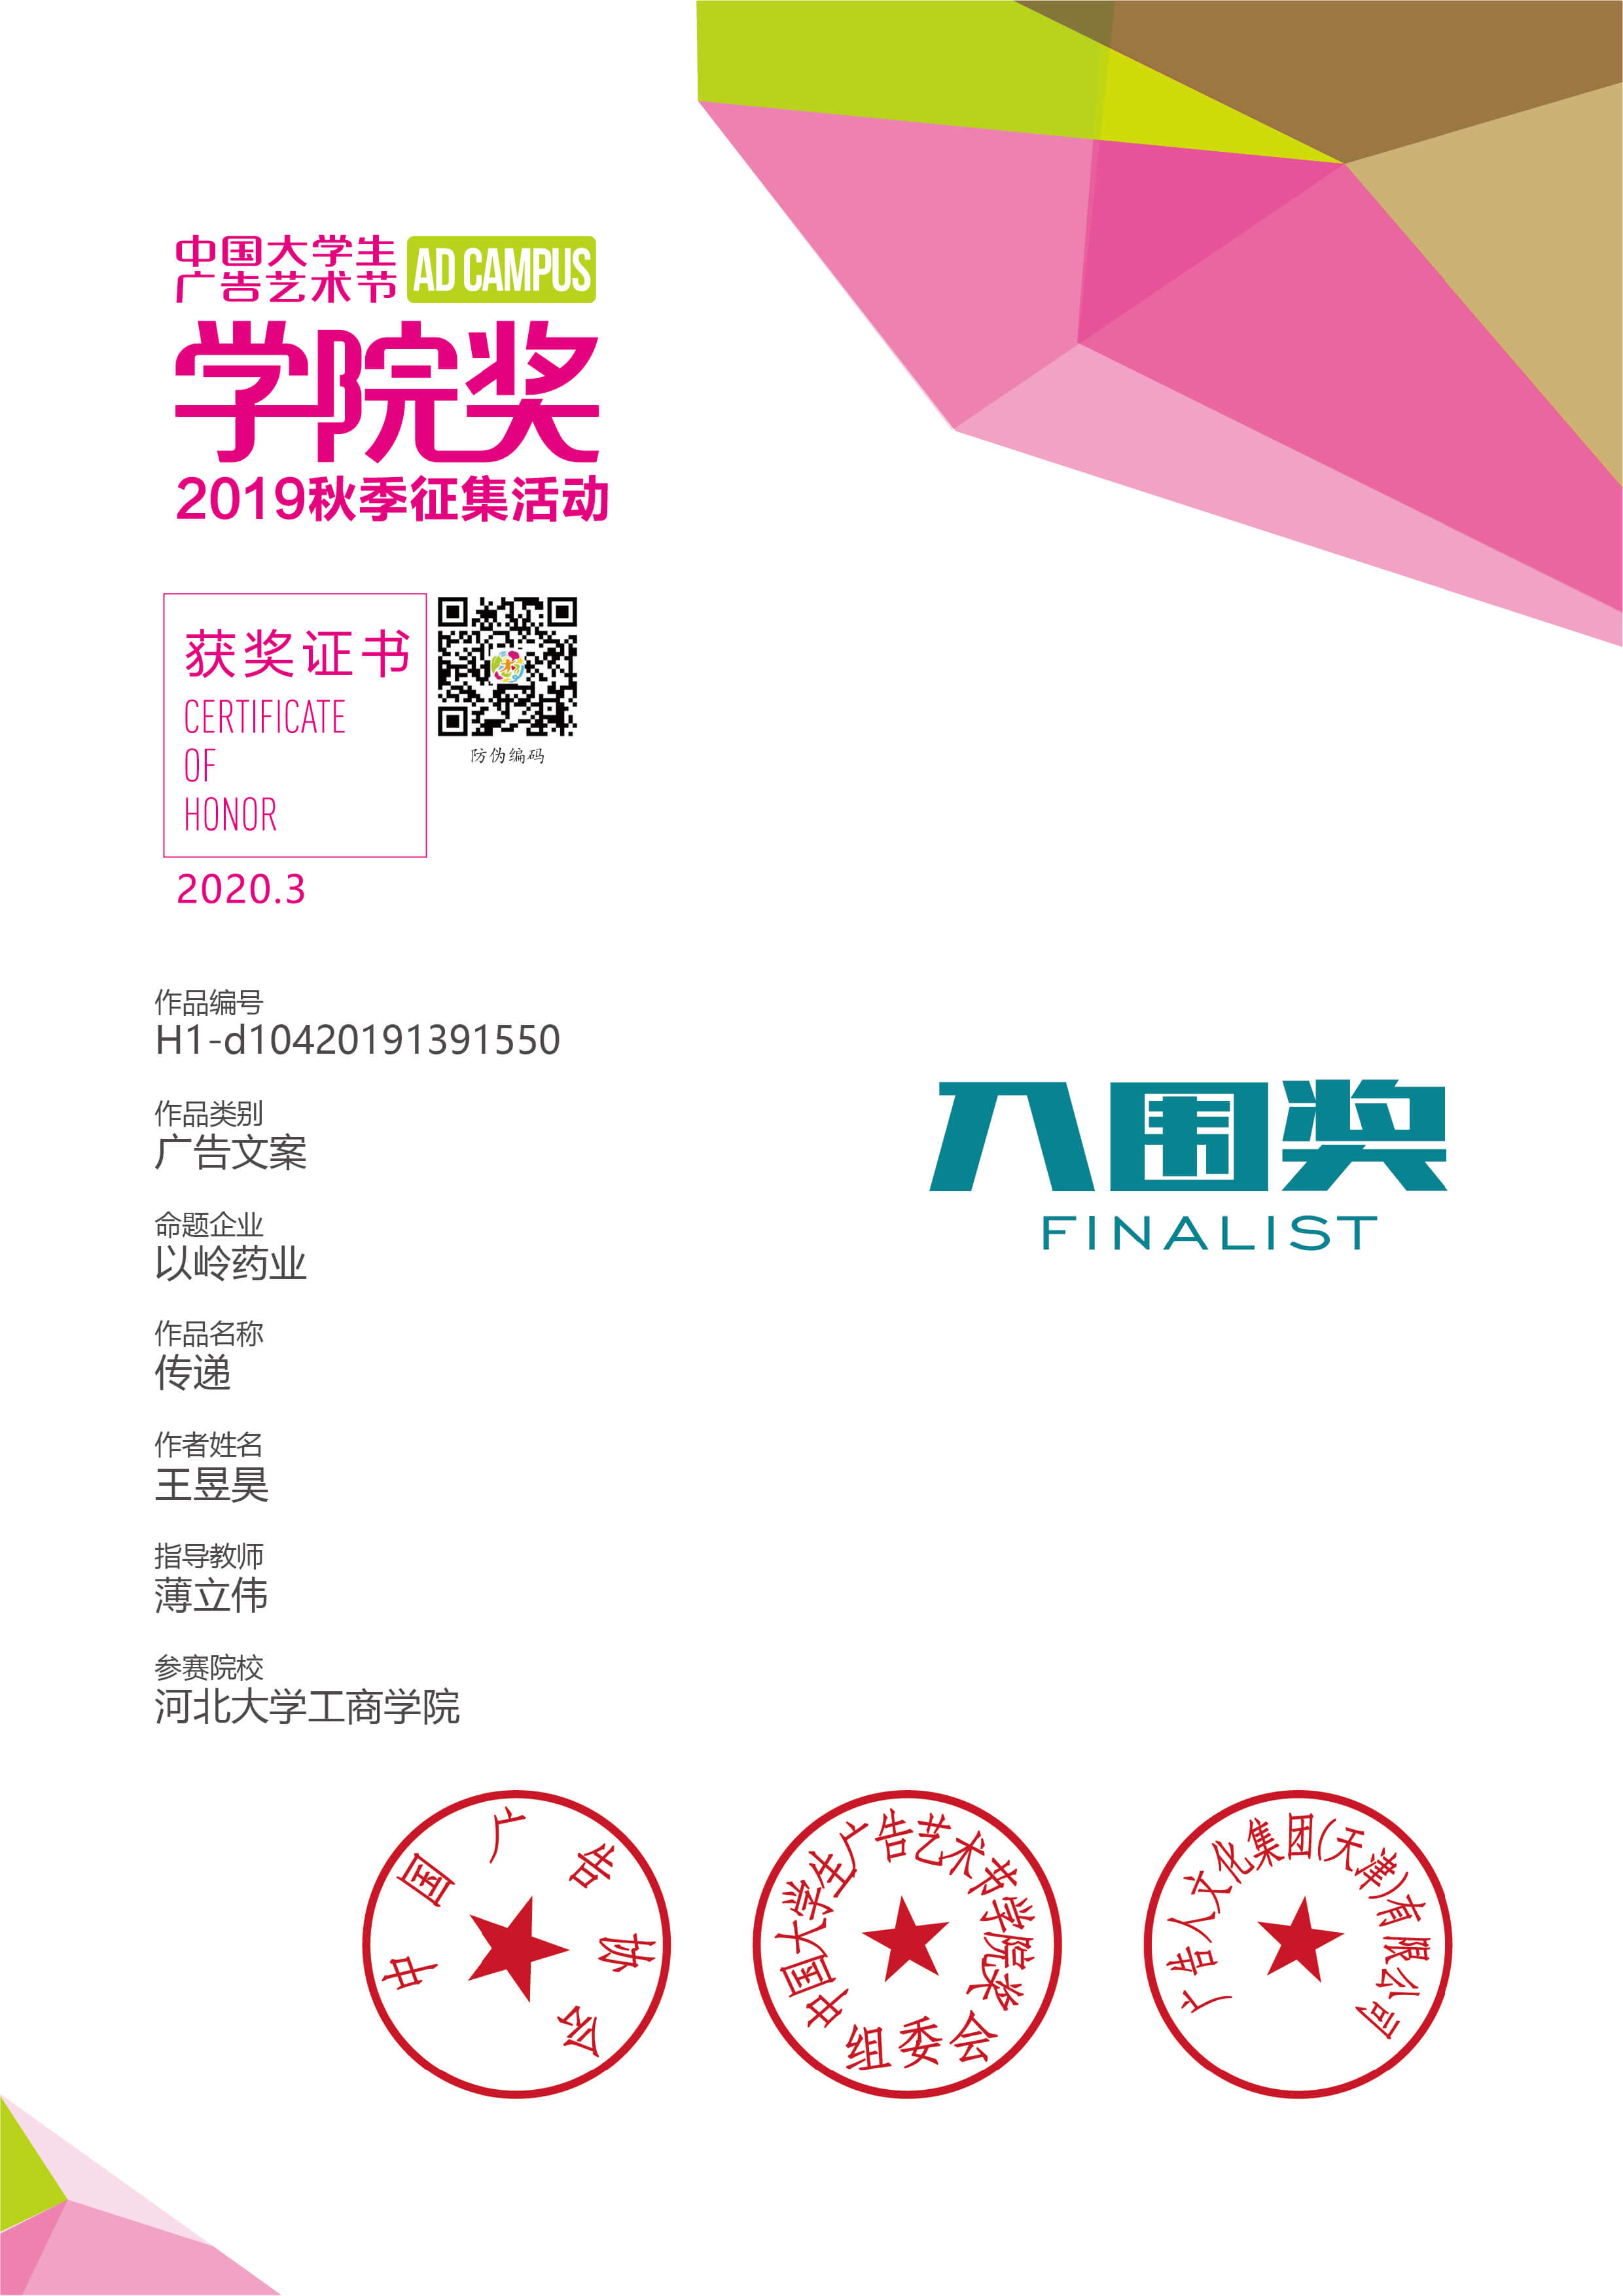 中国大学生
广告艺术节
AD CAMPUS
学院奖
2019秋季征集活动
获奖证书
CERTIFICATE
OF
HONOR
防伪编码
2020.3
作品编号
H1-d10420191391550
作品类别
广告文案
命题企业
以岭药业
作品名称
传递
作者姓名
王昱昊
指导教师
薄立伟
参赛院校
河北大学工商学院
入围奖
FINALIST
中国广告协会
中国大学生广告艺术节学院奖
组委会
广告人文化集团(天津)有限公司